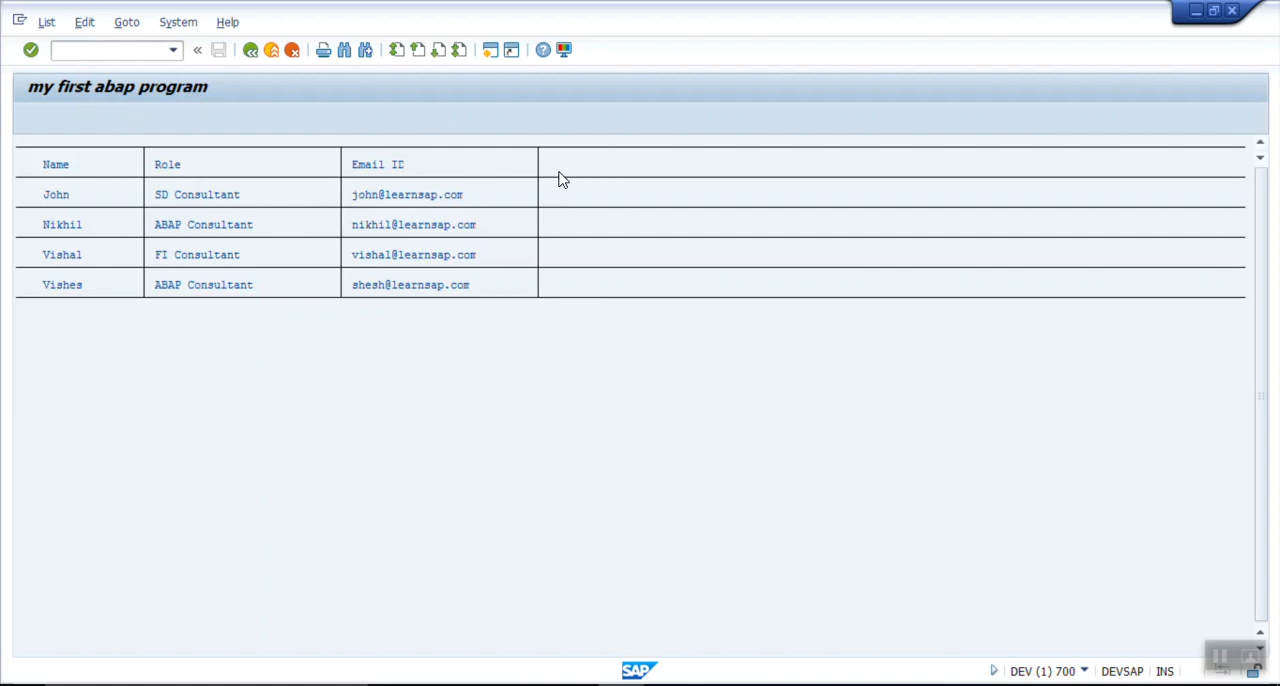 List Edit Goto System Help
my first abap program
Name Role Email ID
John SD Consultant john@learnsap.com
Nikhil ABAP Consultant nikhil@learnsap.com
Vishal FI Consultant vishal@learnsap.com
Vishes ABAP Consultant shesh@learnsap.com
SAP DEV (1) 700 DEVSAP INS